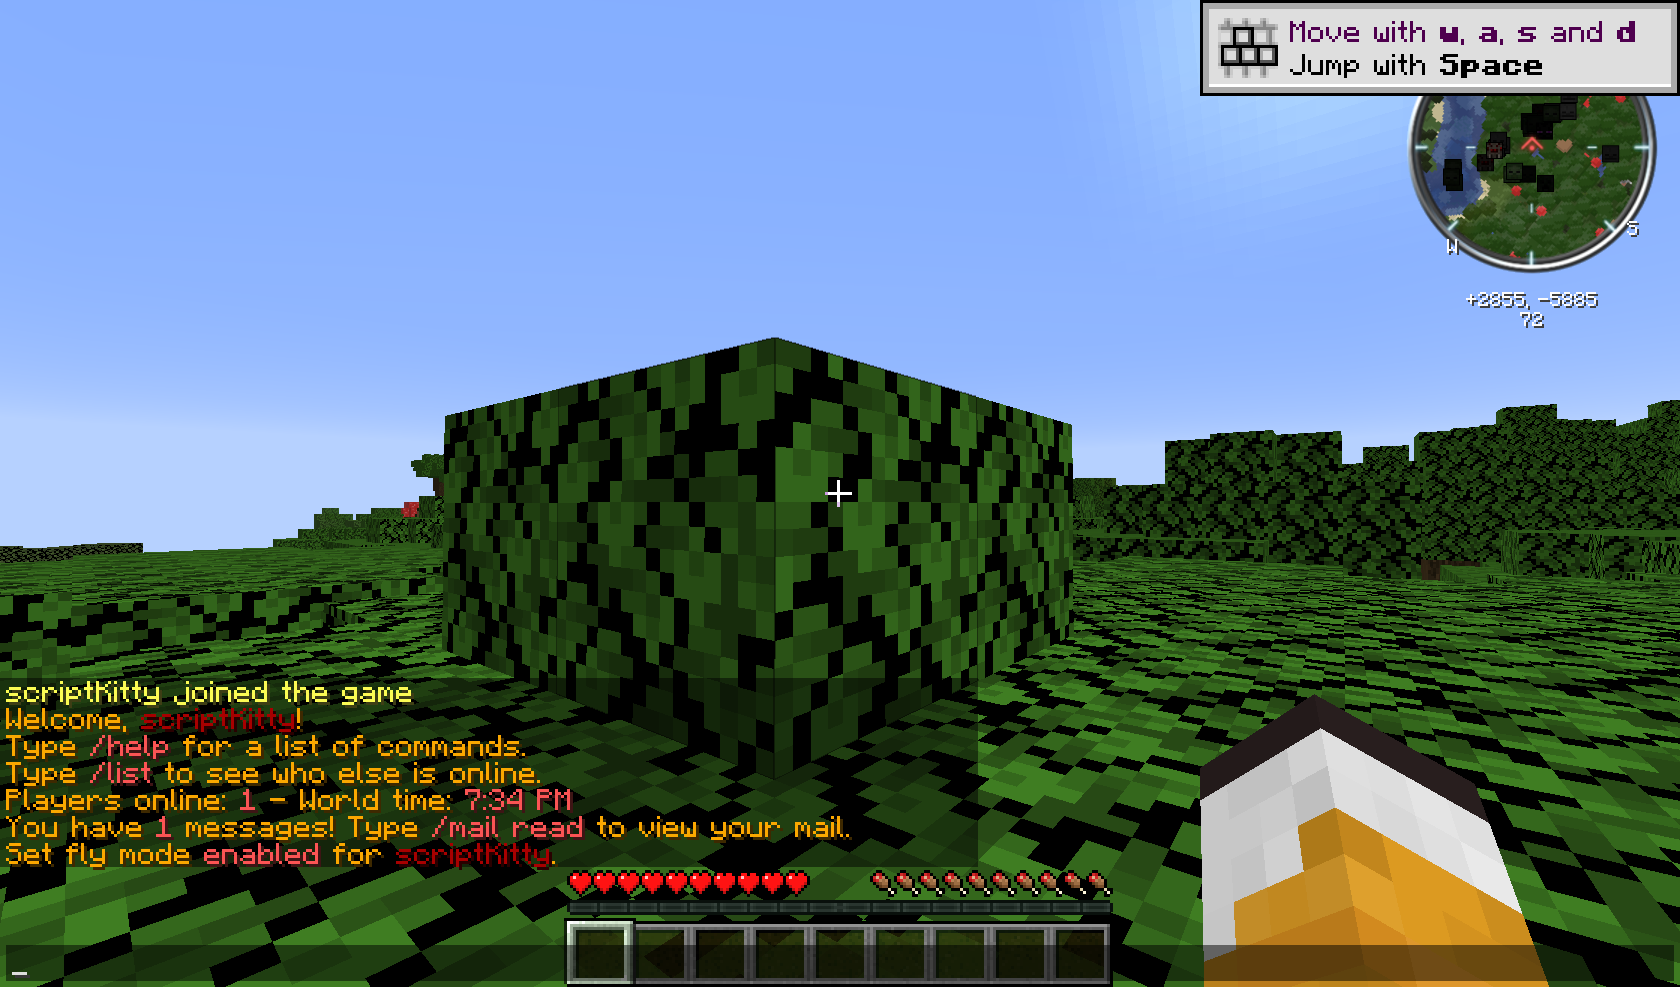 Move with w, a, s and d
Jump with Space
S
W
+2855, -5885
72
scriptKitty joined the game
Welcome, scriptKitty!
Type /help for a list of commands.
Type /list to see who else is online.
Players online: 1 - World time: 7:34 PM
You have 1 messages! Type /mail read to view your mail.
Set fly mode enabled for scriptKitty.
_